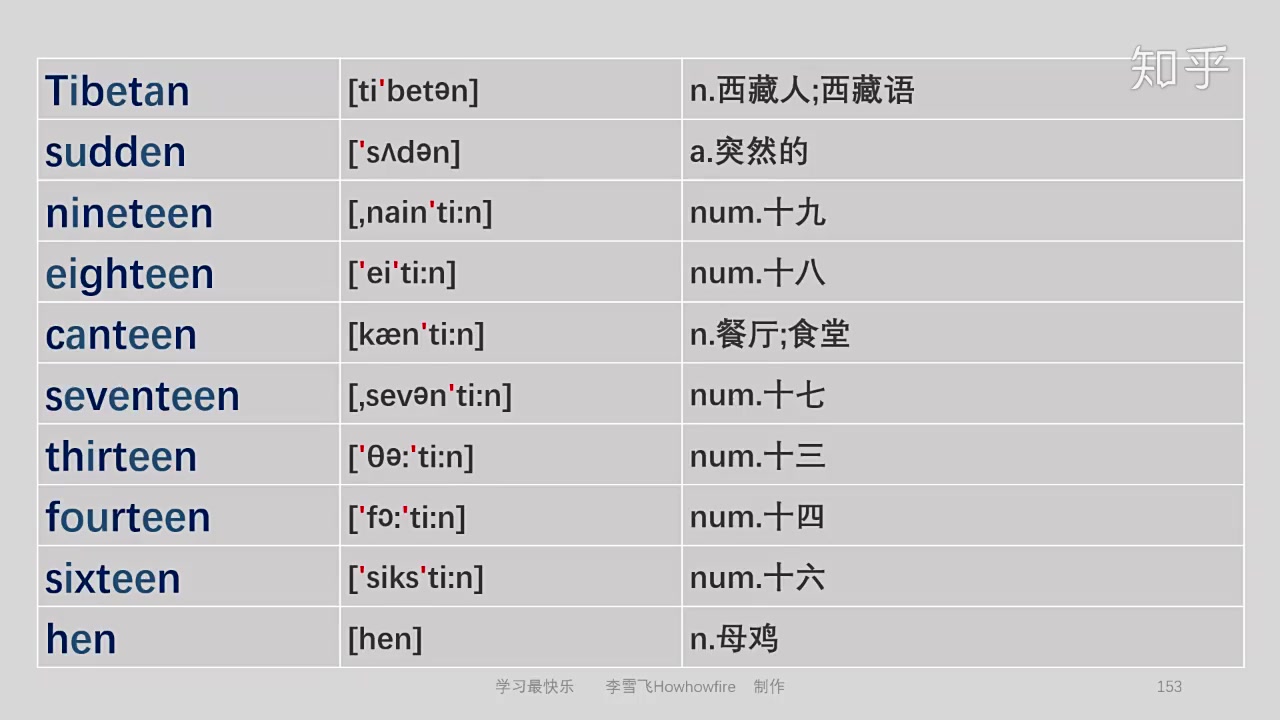 知乎
Tibetan [ti'betən] n.西藏人;西藏语
sudden ['sʌdən] a.突然的
nineteen [,nain'ti:n] num.十九
eighteen ['ei'ti:n] num.十八
canteen [kæn'ti:n] n.餐厅;食堂
seventeen [,sevən'ti:n] num.十七
thirteen ['θə:'ti:n] num.十三
fourteen ['fɔ:'ti:n] num.十四
sixteen ['siks'ti:n] num.十六
hen [hen] n.母鸡
学习最快乐 李雪飞Howhowfire 制作 153